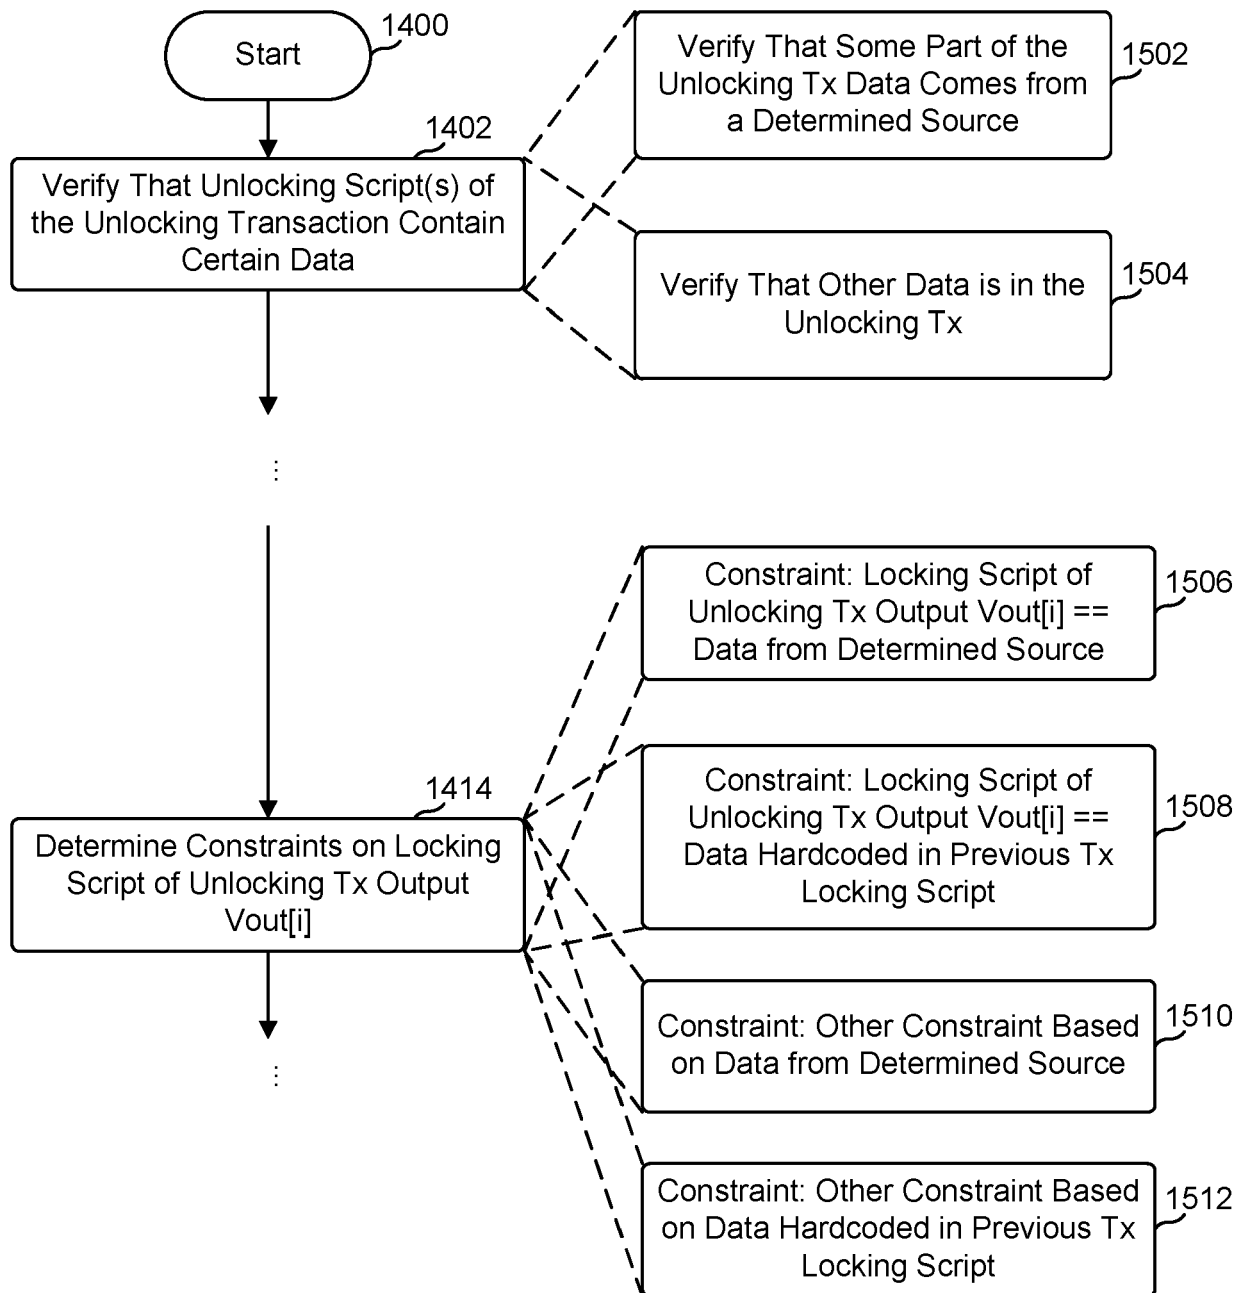 Start
1400
Verify That Some Part of the
Unlocking Tx Data Comes from
a Determined Source
1502
1402
Verify That Unlocking Script(s) of
the Unlocking Transaction Contain
Certain Data
Verify That Other Data is in the
Unlocking Tx
1504
...
Constraint: Locking Script of
Unlocking Tx Output Vout[i] ==
Data from Determined Source
1506
Constraint: Locking Script of
Unlocking Tx Output Vout[i] ==
Data Hardcoded in Previous Tx
Locking Script
1508
1414
Determine Constraints on Locking
Script of Unlocking Tx Output
Vout[i]
Constraint: Other Constraint Based
on Data from Determined Source
1510
...
Constraint: Other Constraint Based
on Data Hardcoded in Previous Tx
Locking Script
1512